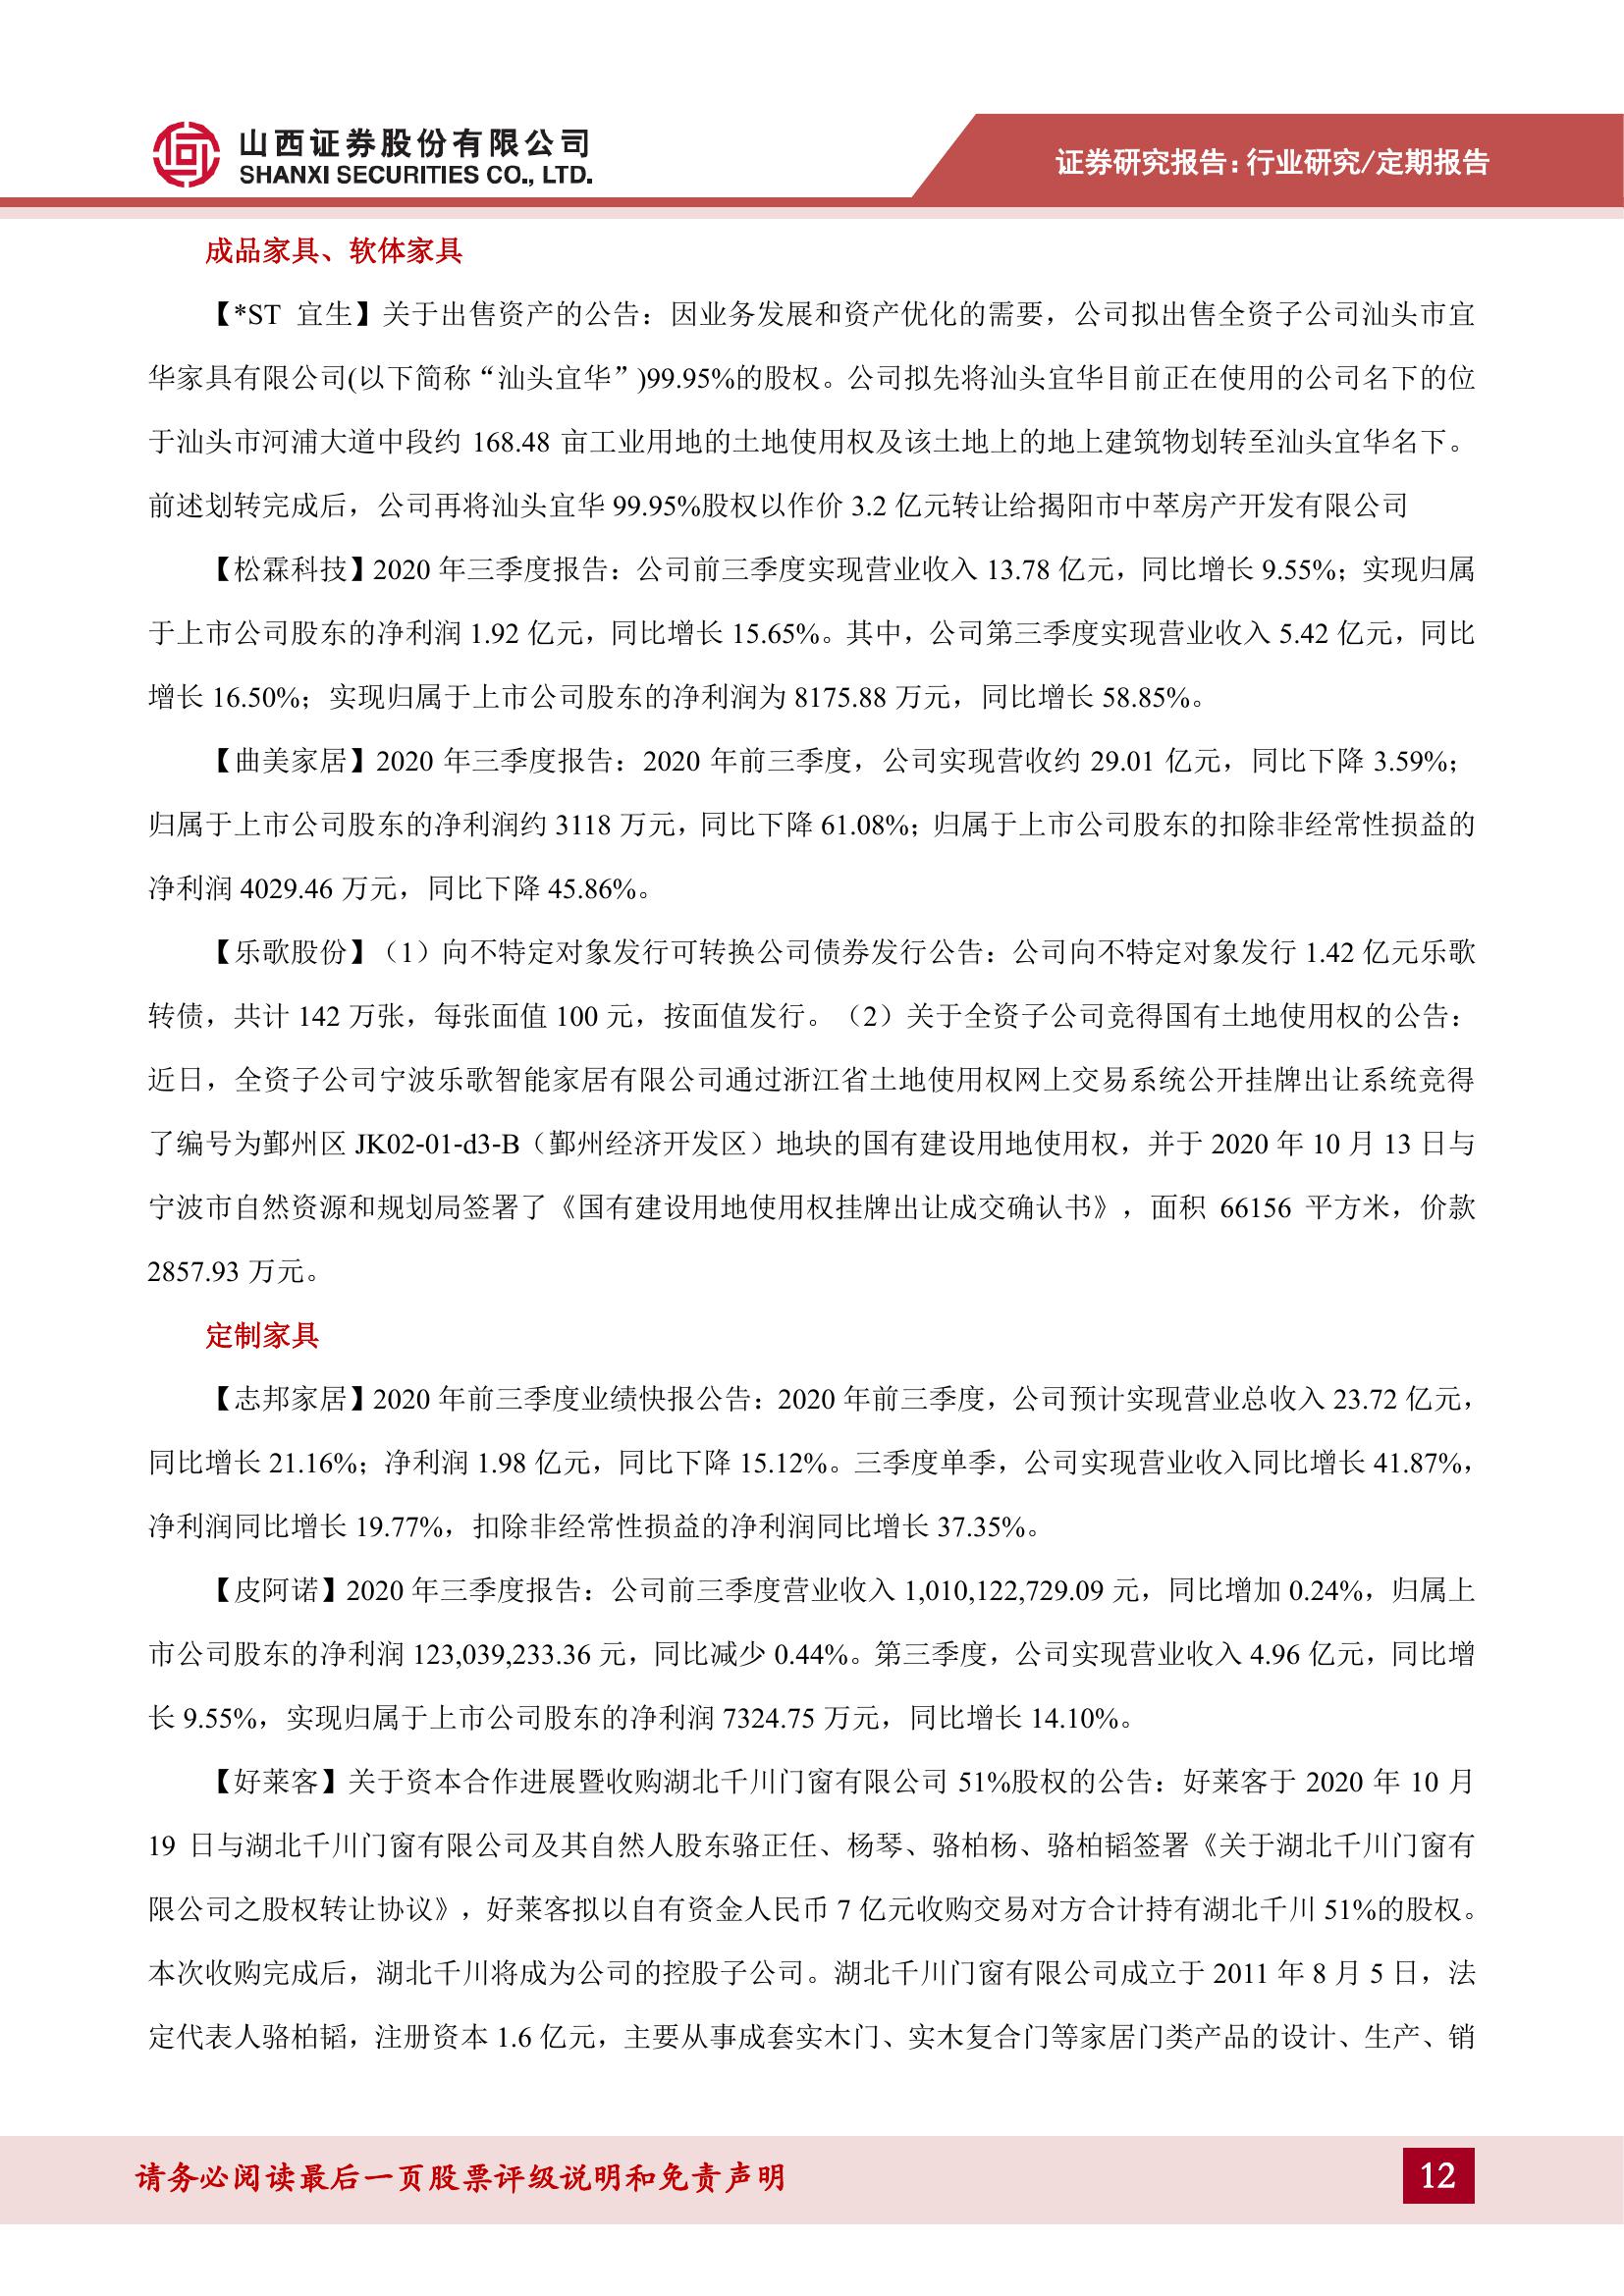 山西证券股份有限公司
SHANXI SECURITIES CO., LTD.
证券研究报告：行业研究/定期报告
成品家具、软体家具
【*ST 宜生】关于出售资产的公告：因业务发展和资产优化的需要，公司拟出售全资子公司汕头市宜
华家具有限公司(以下简称“汕头宜华”)99.95%的股权。公司拟先将汕头宜华目前正在使用的公司名下的位
于汕头市河浦大道中段约 168.48 亩工业用地的土地使用权及该土地上的地上建筑物划转至汕头宜华名下。
前述划转完成后，公司再将汕头宜华 99.95%股权以作价 3.2 亿元转让给揭阳市中萃房产开发有限公司
【松霖科技】2020 年三季度报告：公司前三季度实现营业收入 13.78 亿元，同比增长 9.55%；实现归属
于上市公司股东的净利润 1.92 亿元，同比增长 15.65%。其中，公司第三季度实现营业收入 5.42 亿元，同比
增长 16.50%；实现归属于上市公司股东的净利润为 8175.88 万元，同比增长 58.85%。
【曲美家居】2020 年三季度报告：2020 年前三季度，公司实现营收约 29.01 亿元，同比下降 3.59%；
归属于上市公司股东的净利润约 3118 万元，同比下降 61.08%；归属于上市公司股东的扣除非经常性损益的
净利润 4029.46 万元，同比下降 45.86%。
【乐歌股份】（1）向不特定对象发行可转换公司债券发行公告：公司向不特定对象发行 1.42 亿元乐歌
转债，共计 142 万张，每张面值 100 元，按面值发行。（2）关于全资子公司竞得国有土地使用权的公告：
近日，全资子公司宁波乐歌智能家居有限公司通过浙江省土地使用权网上交易系统公开挂牌出让系统竞得
了编号为鄞州区 JK02-01-d3-B（鄞州经济开发区）地块的国有建设用地使用权，并于 2020 年 10 月 13 日与
宁波市自然资源和规划局签署了《国有建设用地使用权挂牌出让成交确认书》，面积 66156 平方米，价款
2857.93 万元。
定制家具
【志邦家居】2020 年前三季度业绩快报公告：2020 年前三季度，公司预计实现营业总收入 23.72 亿元，
同比增长 21.16%；净利润 1.98 亿元，同比下降 15.12%。三季度单季，公司实现营业收入同比增长 41.87%，
净利润同比增长 19.77%，扣除非经常性损益的净利润同比增长 37.35%。
【皮阿诺】2020 年三季度报告：公司前三季度营业收入 1,010,122,729.09 元，同比增加 0.24%，归属上
市公司股东的净利润 123,039,233.36 元，同比减少 0.44%。第三季度，公司实现营业收入 4.96 亿元，同比增
长 9.55%，实现归属于上市公司股东的净利润 7324.75 万元，同比增长 14.10%。
【好莱客】关于资本合作进展暨收购湖北千川门窗有限公司 51%股权的公告：好莱客于 2020 年 10 月
19 日与湖北千川门窗有限公司及其自然人股东骆正任、杨琴、骆柏杨、骆柏韬签署《关于湖北千川门窗有
限公司之股权转让协议》，好莱客拟以自有资金人民币 7 亿元收购交易对方合计持有湖北千川 51%的股权。
本次收购完成后，湖北千川将成为公司的控股子公司。湖北千川门窗有限公司成立于 2011 年 8 月 5 日，法
定代表人骆柏韬，注册资本 1.6 亿元，主要从事成套实木门、实木复合门等家居门类产品的设计、生产、销
请务必阅读最后一页股票评级说明和免责声明
12